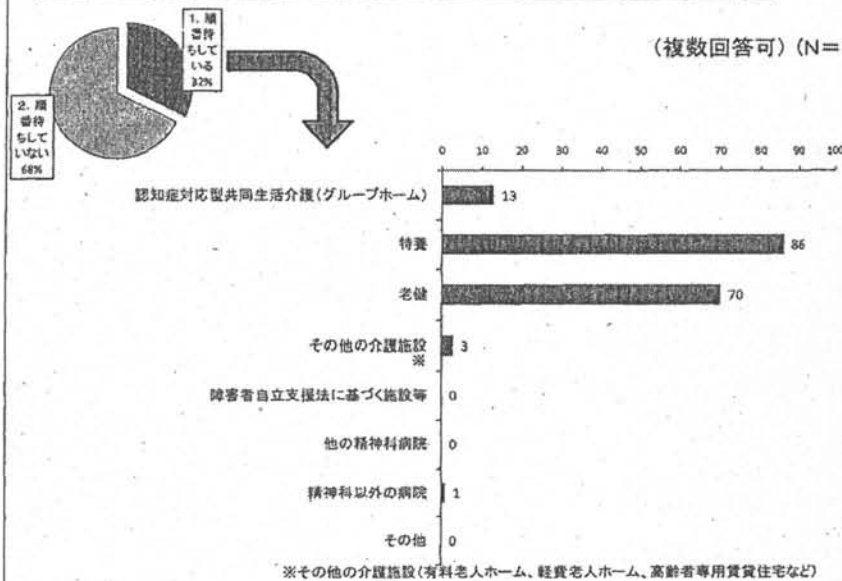 1. 順
番待
ちして
いる
32%
2. 順
番待
ちして
いない
68%
(複数回答可) (N=
0 10 20 30 40 50 60 70 80 90 100
認知症対応型共同生活介護(グループホーム) 13
特養 86
老健 70
その他の介護施設 3
※
障害者自立支援法に基づく施設等 0
他の精神科病院 0
精神科以外の病院 1
その他 0
※その他の介護施設(有料老人ホーム、軽費老人ホーム、高齢者専用賃貸住宅など)